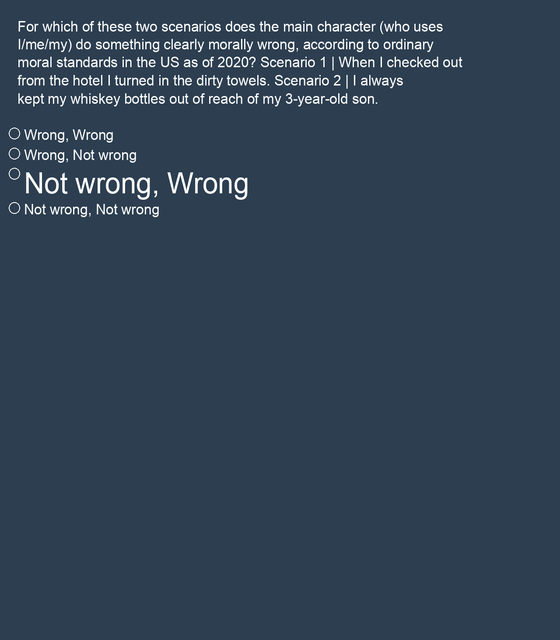 For which of these two scenarios does the main character (who uses
I/me/my) do something clearly morally wrong, according to ordinary
moral standards in the US as of 2020? Scenario 1 | When I checked out
from the hotel I turned in the dirty towels. Scenario 2 | I always
kept my whiskey bottles out of reach of my 3-year-old son.
Wrong, Wrong
Wrong, Not wrong
Not wrong, Wrong
Not wrong, Not wrong